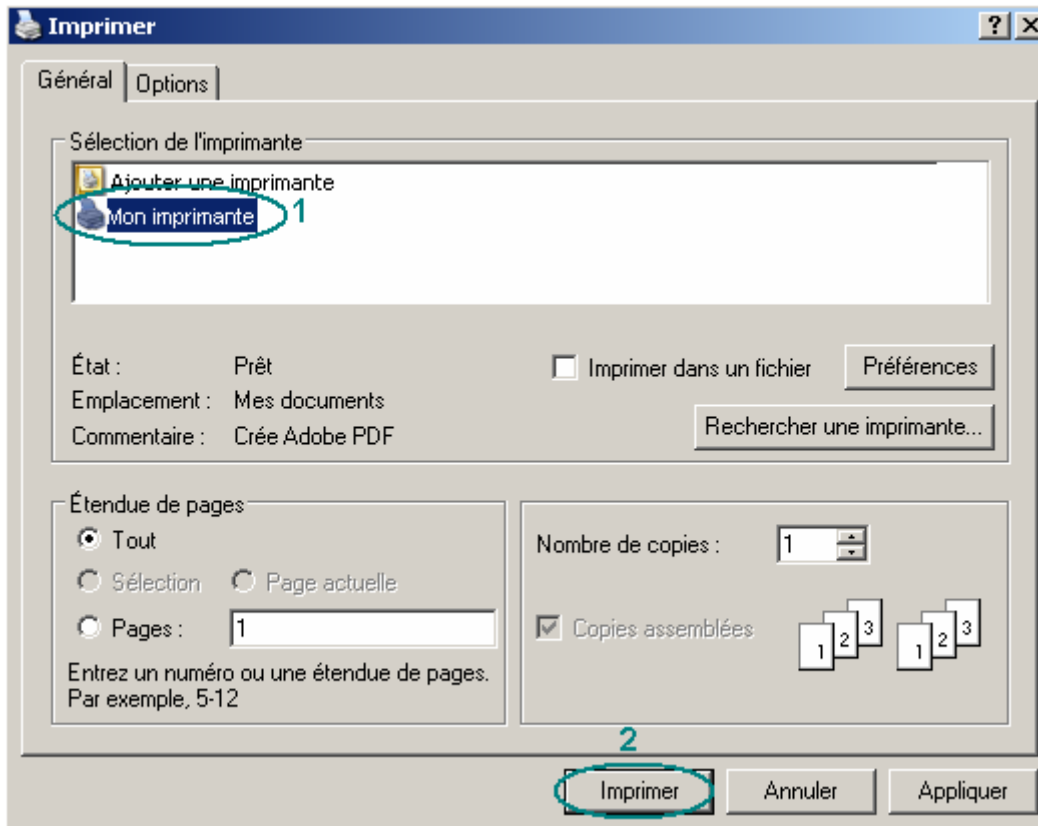 Imprimer
? X
Général Options
Sélection de l'imprimante
Ajouter une imprimante
Mon imprimante 1
État : Prêt
Imprimer dans un fichier Préférences
Emplacement : Mes documents
Commentaire : Crée Adobe PDF
Rechercher une imprimante...
Étendue de pages
Tout
Sélection Page actuelle
Pages : 1
Entrez un numéro ou une étendue de pages.
Par exemple, 5-12
Nombre de copies : 1
Copies assemblées
1 2 3 1 2 3
2
Imprimer Annuler Appliquer